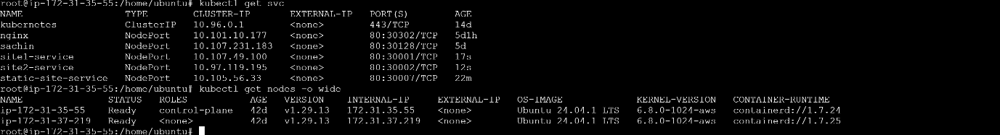 root@ip-172-31-35-55:/home/ubuntu# kubectl get svc
NAME                  TYPE        CLUSTER-IP       EXTERNAL-IP   PORT(S)        AGE
kubernetes            ClusterIP   10.96.0.1        <none>        443/TCP        14d
nginx                 NodePort    10.101.10.177    <none>        80:30302/TCP   5d1h
sachin                NodePort    10.107.231.183   <none>        80:30128/TCP   5d
site1-service         NodePort    10.107.49.100    <none>        80:30001/TCP   17s
site2-service         NodePort    10.97.119.195    <none>        80:30002/TCP   12s
static-site-service   NodePort    10.105.56.33     <none>        80:30007/TCP   22m
root@ip-172-31-35-55:/home/ubuntu# kubectl get nodes -o wide
NAME               STATUS   ROLES           AGE   VERSION    INTERNAL-IP     EXTERNAL-IP   OS-IMAGE             KERNEL-VERSION   CONTAINER-RUNTIME
ip-172-31-35-55    Ready    control-plane   42d   v1.29.13   172.31.35.55    <none>        Ubuntu 24.04.1 LTS   6.8.0-1024-aws   containerd://1.7.24
ip-172-31-37-219   Ready    <none>          42d   v1.29.13   172.31.37.219   <none>        Ubuntu 24.04.1 LTS   6.8.0-1024-aws   containerd://1.7.25
root@ip-172-31-35-55:/home/ubuntu#